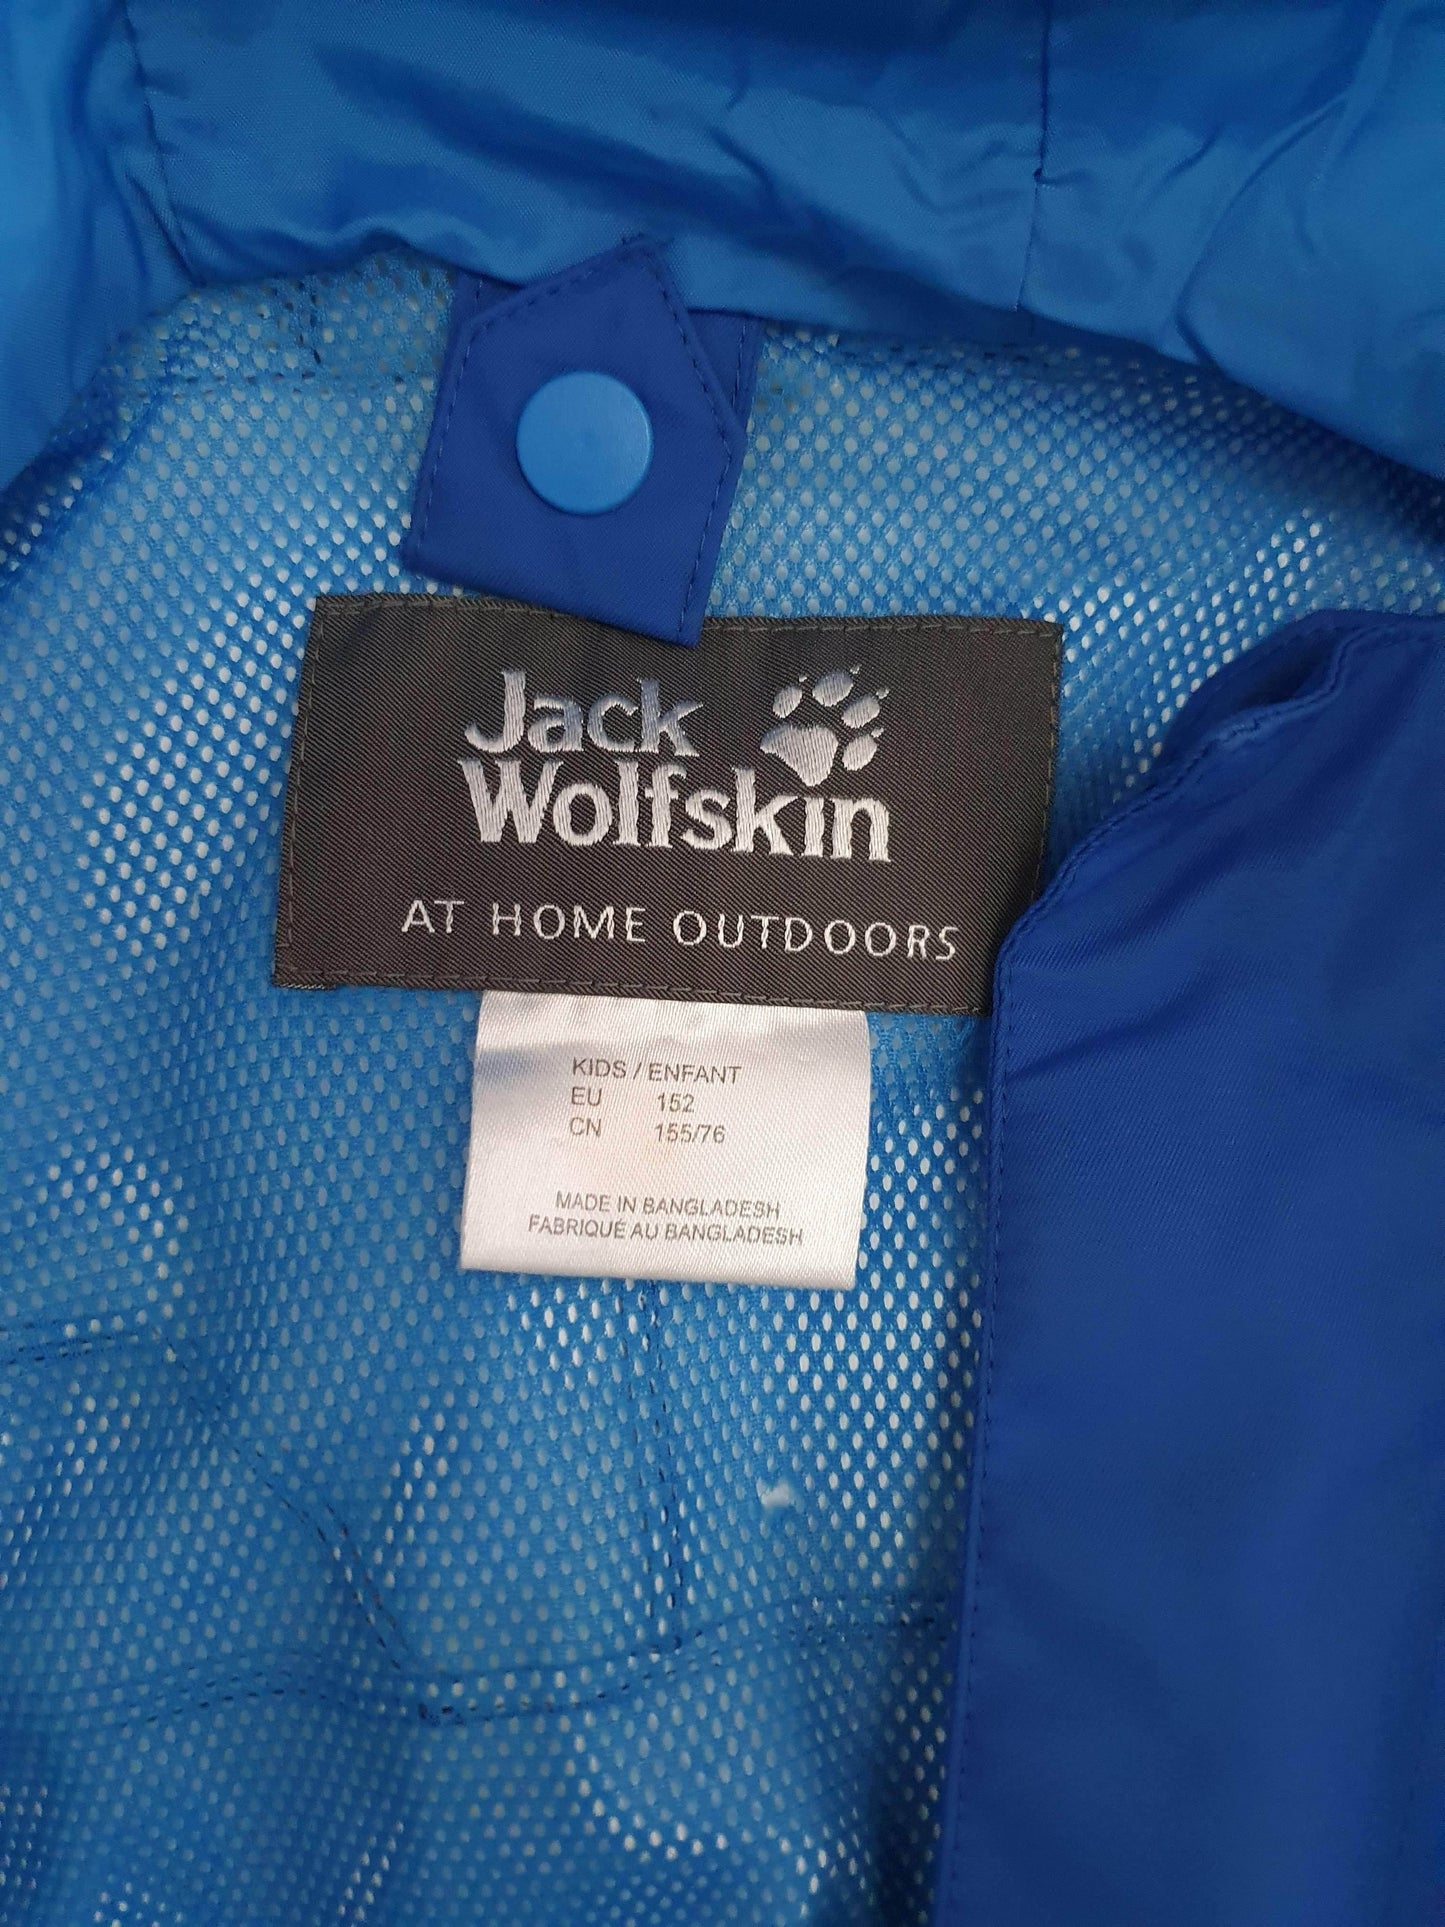 Jack
Wolfskin
AT HOME OUTDOORS
KIDS / ENFANT
EU 152
CN 155/76
MADE IN BANGLADESH
FABRIQUÉ AU BANGLADESH